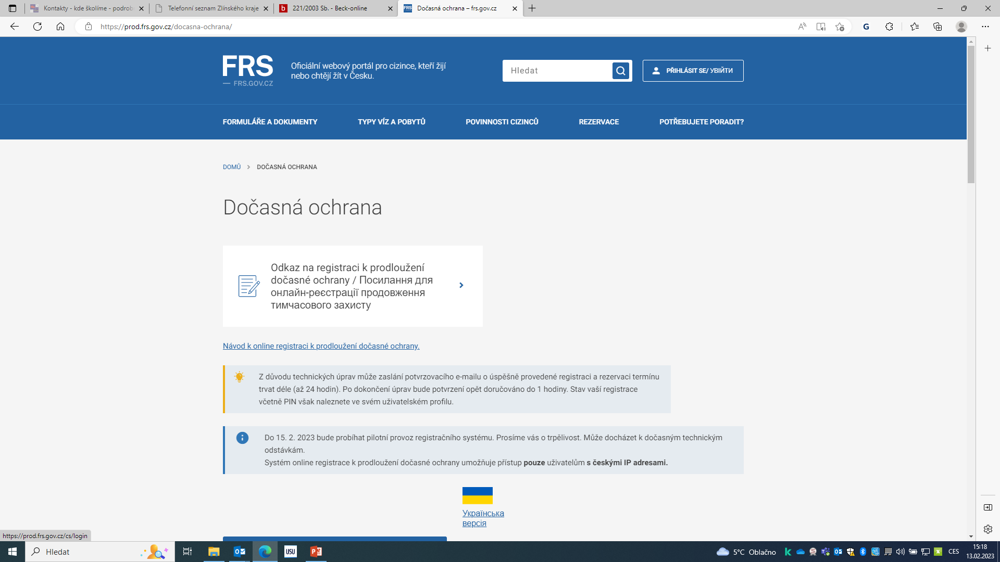 Kontakty - kde školíme - podrob
Telefonní seznam Zlínského kraje
221/2003 Sb. - Beck-online
Dočasná ochrana – frs.gov.cz
https://prod.frs.gov.cz/docasna-ochrana/
G
FRS
— FRS.GOV.CZ
Oficiální webový portál pro cizince, kteří žijí
nebo chtějí žít v Česku.
Hledat
PŘIHLÁSIT SE/ УВІЙТИ
FORMULÁŘE A DOKUMENTY
TYPY VÍZ A POBYTŮ
POVINNOSTI CIZINCŮ
REZERVACE
POTŘEBUJETE PORADIT?
DOMŮ > DOČASNÁ OCHRANA
Dočasná ochrana
Odkaz na registraci k prodloužení
dočasné ochrany / Посилання для
онлайн-реєстрації продовження
тимчасового захисту
Návod k online registraci k prodloužení dočasné ochrany.
Z důvodu technických úprav může zaslání potvrzovacího e-mailu o úspěšně provedené registraci a rezervaci termínu
trvat déle (až 24 hodin). Po dokončení úprav bude potvrzení opět doručováno do 1 hodiny. Stav vaší registrace
včetně PIN však naleznete ve svém uživatelském profilu.
Do 15. 2. 2023 bude probíhat pilotní provoz registračního systému. Prosíme vás o trpělivost. Může docházet k dočasným technickým
odstávkám.
Systém online registrace k prodloužení dočasné ochrany umožňuje přístup pouze uživatelům s českými IP adresami.
Українська
версія
https://prod.frs.gov.cz/cs/login
Hledat
USU
5°C Oblačno
CES
15:18
13.02.2023